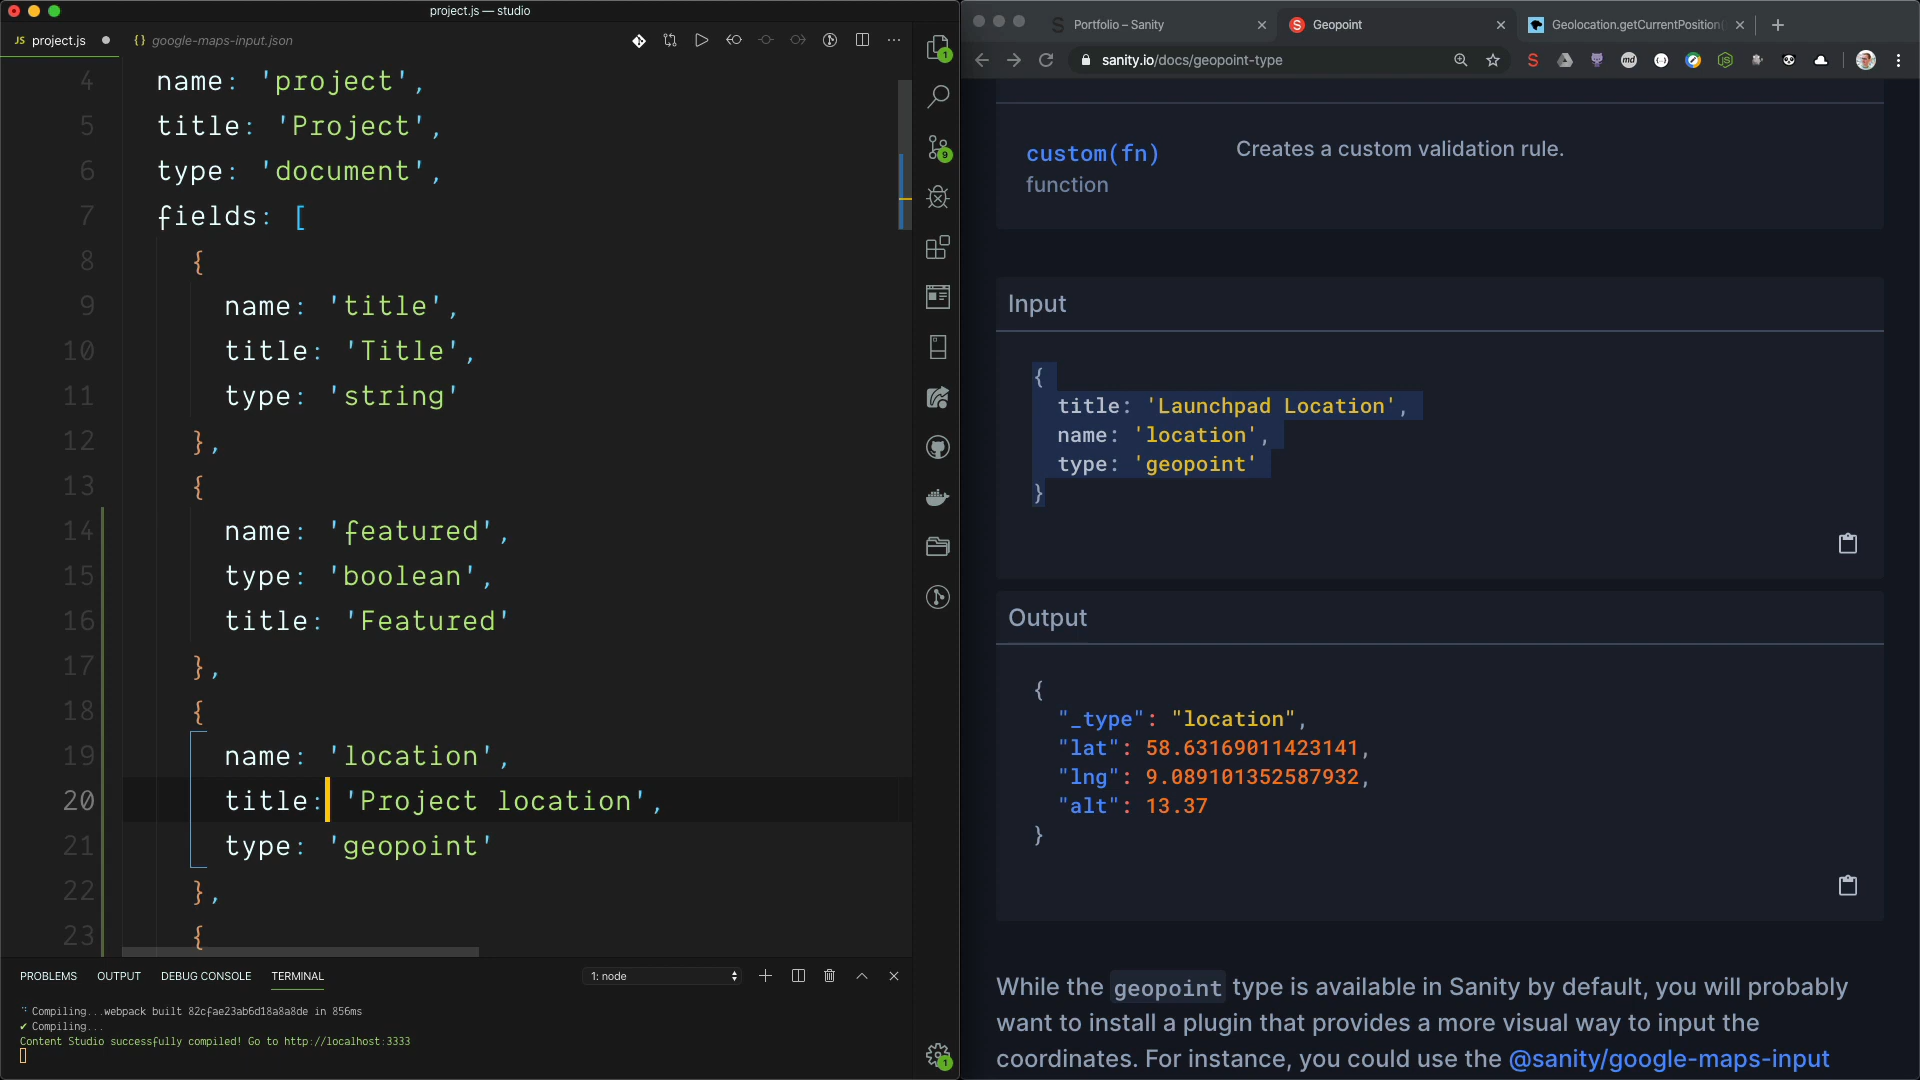 project.js — studio
JS project.js
{} google-maps-input.json
4 name: 'project',
5 title: 'Project',
6 type: 'document',
7 fields: [
8 {
9 name: 'title',
10 title: 'Title',
11 type: 'string'
12 },
13 {
14 name: 'featured',
15 type: 'boolean',
16 title: 'Featured'
17 },
18 {
19 name: 'location',
20 title: 'Project location',
21 type: 'geopoint'
22 },
23 {
1
9
1
PROBLEMS OUTPUT DEBUG CONSOLE TERMINAL
1: node
Compiling...webpack built 82cfae23ab6d18a8a8de in 856ms
✔ Compiling...
Content Studio successfully compiled! Go to http://localhost:3333
S Portfolio – Sanity
S Geopoint
Geolocation.getCurrentPosition(
sanity.io/docs/geopoint-type
S
md
custom(fn)
function
Creates a custom validation rule.
Input
{
title: 'Launchpad Location',
name: 'location',
type: 'geopoint'
}
Output
{
"_type": "location",
"lat": 58.63169011423141,
"lng": 9.089101352587932,
"alt": 13.37
}
While the geopoint type is available in Sanity by default, you will probably
want to install a plugin that provides a more visual way to input the
coordinates. For instance, you could use the @sanity/google-maps-input